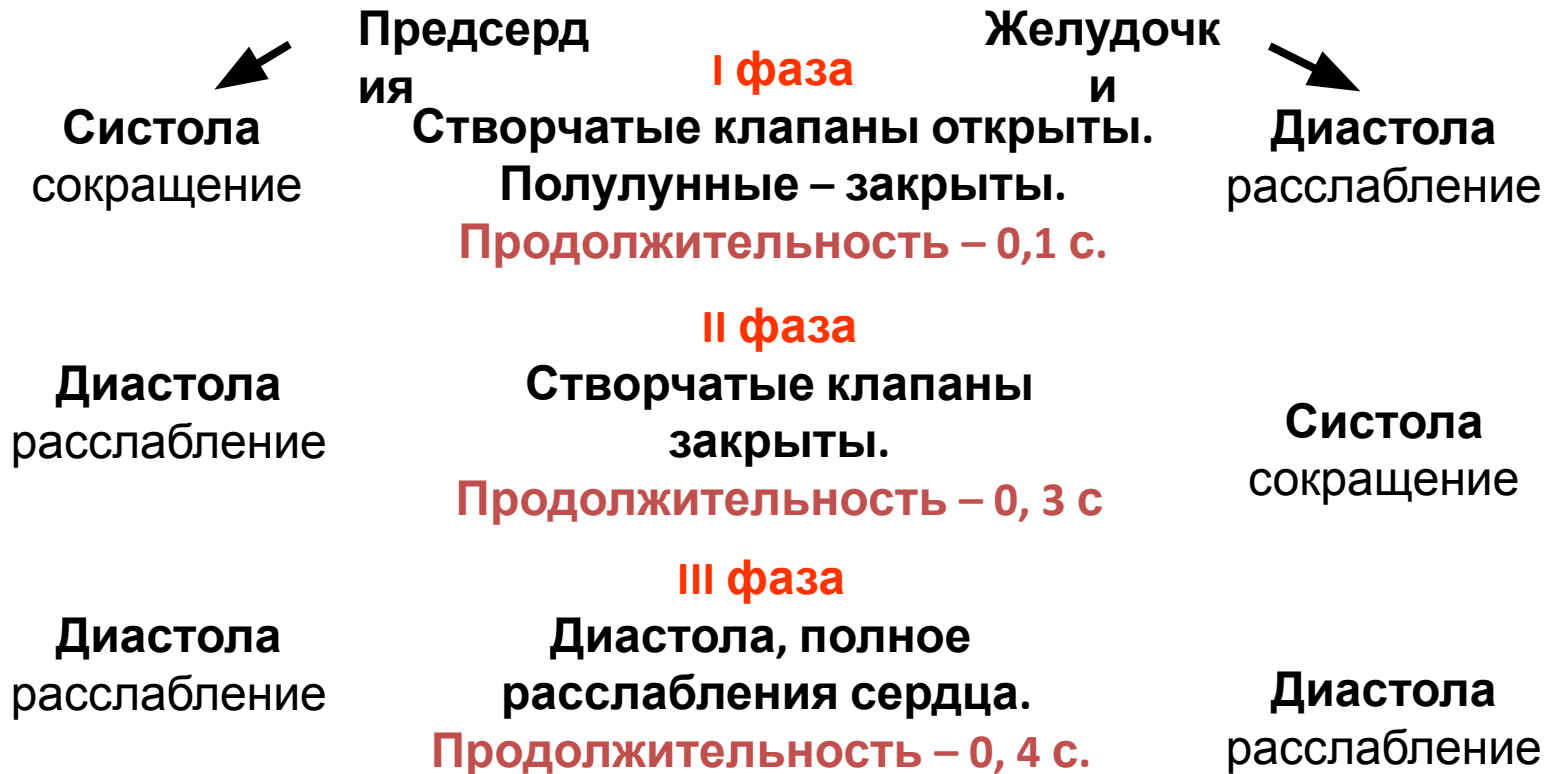 Предсерд
ия
Желудочк
и
I фаза
Систола
сокращение
Створчатые клапаны открыты.
Полулунные – закрыты.
Продолжительность – 0,1 с.
Диастола
расслабление
II фаза
Диастола
расслабление
Створчатые клапаны
закрыты.
Продолжительность – 0, 3 с
Систола
сокращение
III фаза
Диастола
расслабление
Диастола, полное
расслабления сердца.
Продолжительность – 0, 4 с.
Диастола
расслабление